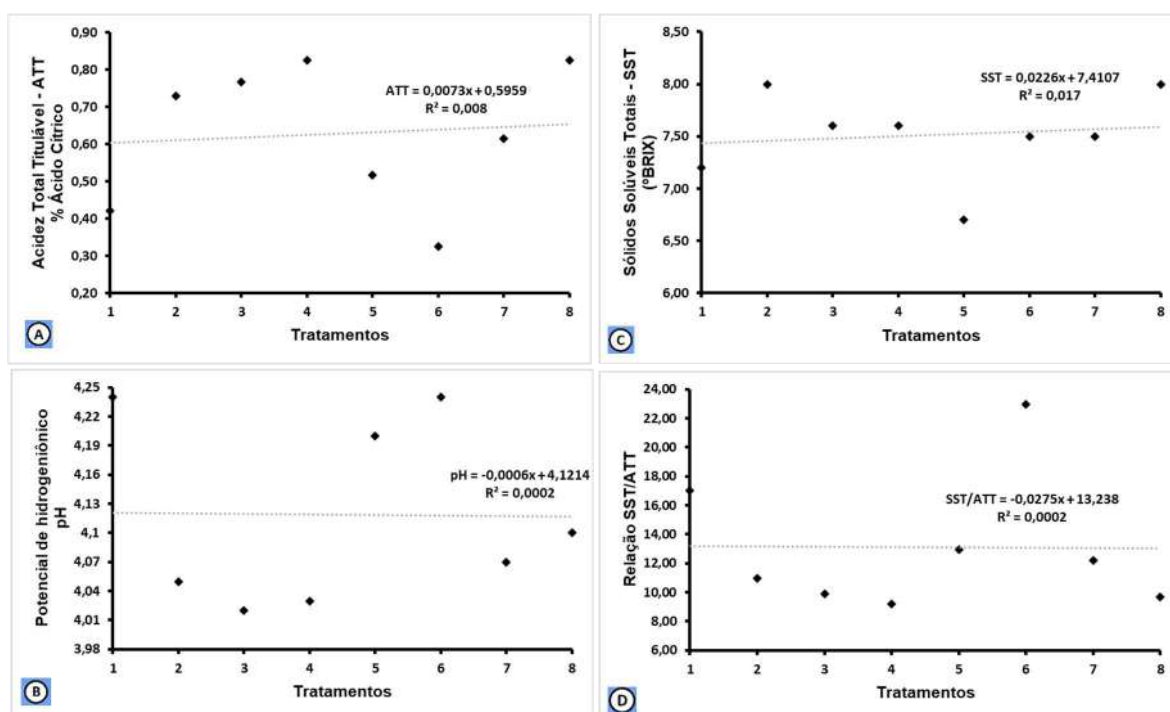 Acidez Total Titulável - ATT
% Ácido Cítrico
0,90
0,80
0,70
0,60
0,50
0,40
0,30
0,20
ATT = 0,0073x + 0,5959
R² = 0,008
1 2 3 4 5 6 7 8
Tratamentos
A
Sólidos Solúveis Totais - SST
(ºBRIX)
8,50
8,00
7,50
7,00
6,50
6,00
SST = 0,0226x + 7,4107
R² = 0,017
1 2 3 4 5 6 7 8
Tratamentos
C
Potencial de hidrogeniônico
pH
4,25
4,22
4,19
4,16
4,13
4,1
4,07
4,04
4,01
3,98
pH = -0,0006x + 4,1214
R² = 0,0002
1 2 3 4 5 6 7 8
Tratamentos
B
Relação SST/ATT
24,00
22,00
20,00
18,00
16,00
14,00
12,00
10,00
8,00
6,00
SST/ATT = -0,0275x + 13,238
R² = 0,0002
1 2 3 4 5 6 7 8
Tratamentos
D